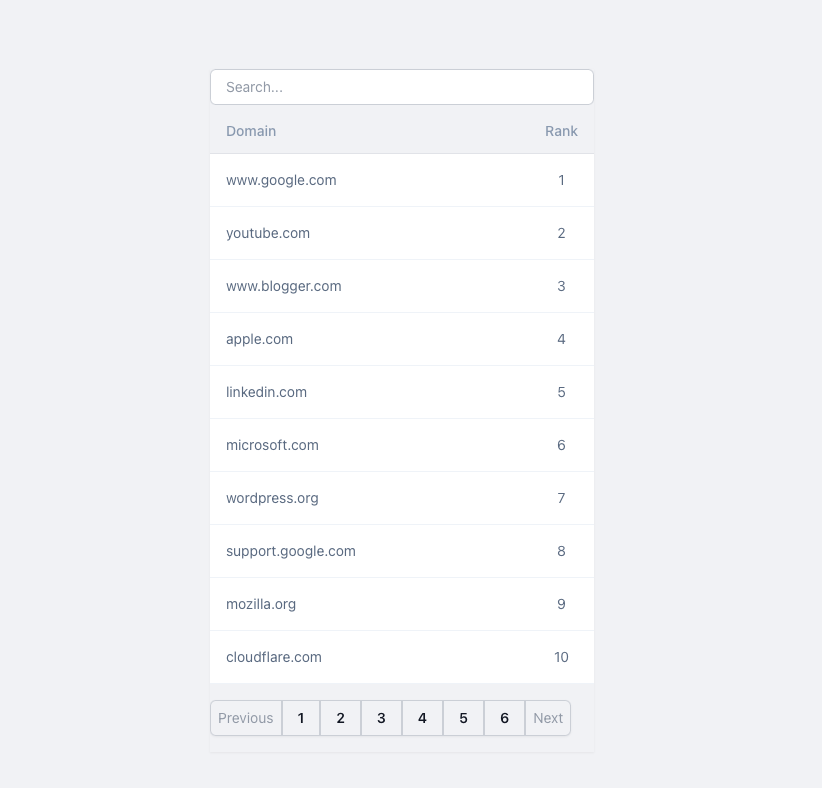 Search...
Domain Rank
www.google.com 1
youtube.com 2
www.blogger.com 3
apple.com 4
linkedin.com 5
microsoft.com 6
wordpress.org 7
support.google.com 8
mozilla.org 9
cloudflare.com 10
Previous 1 2 3 4 5 6 Next